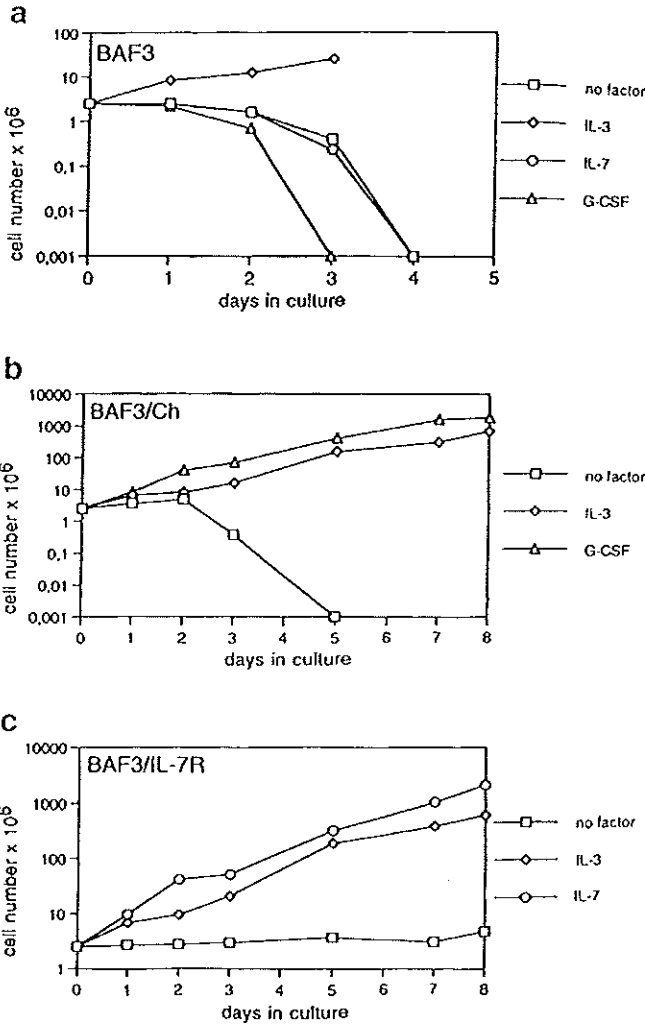 a
BAF3
cell number x 10⁶
100
10
1
0,1
0,01
0,001
0 1 2 3 4 5
days in culture
no factor
IL-3
IL-7
G-CSF
b
BAF3/Ch
cell number x 10⁶
10000
1000
100
10
1
0,1
0,01
0,001
0 1 2 3 4 5 6 7 8
days in culture
no factor
IL-3
G-CSF
c
BAF3/IL-7R
cell number x 10⁶
10000
1000
100
10
1
0 1 2 3 4 5 6 7 8
days in culture
no factor
IL-3
IL-7